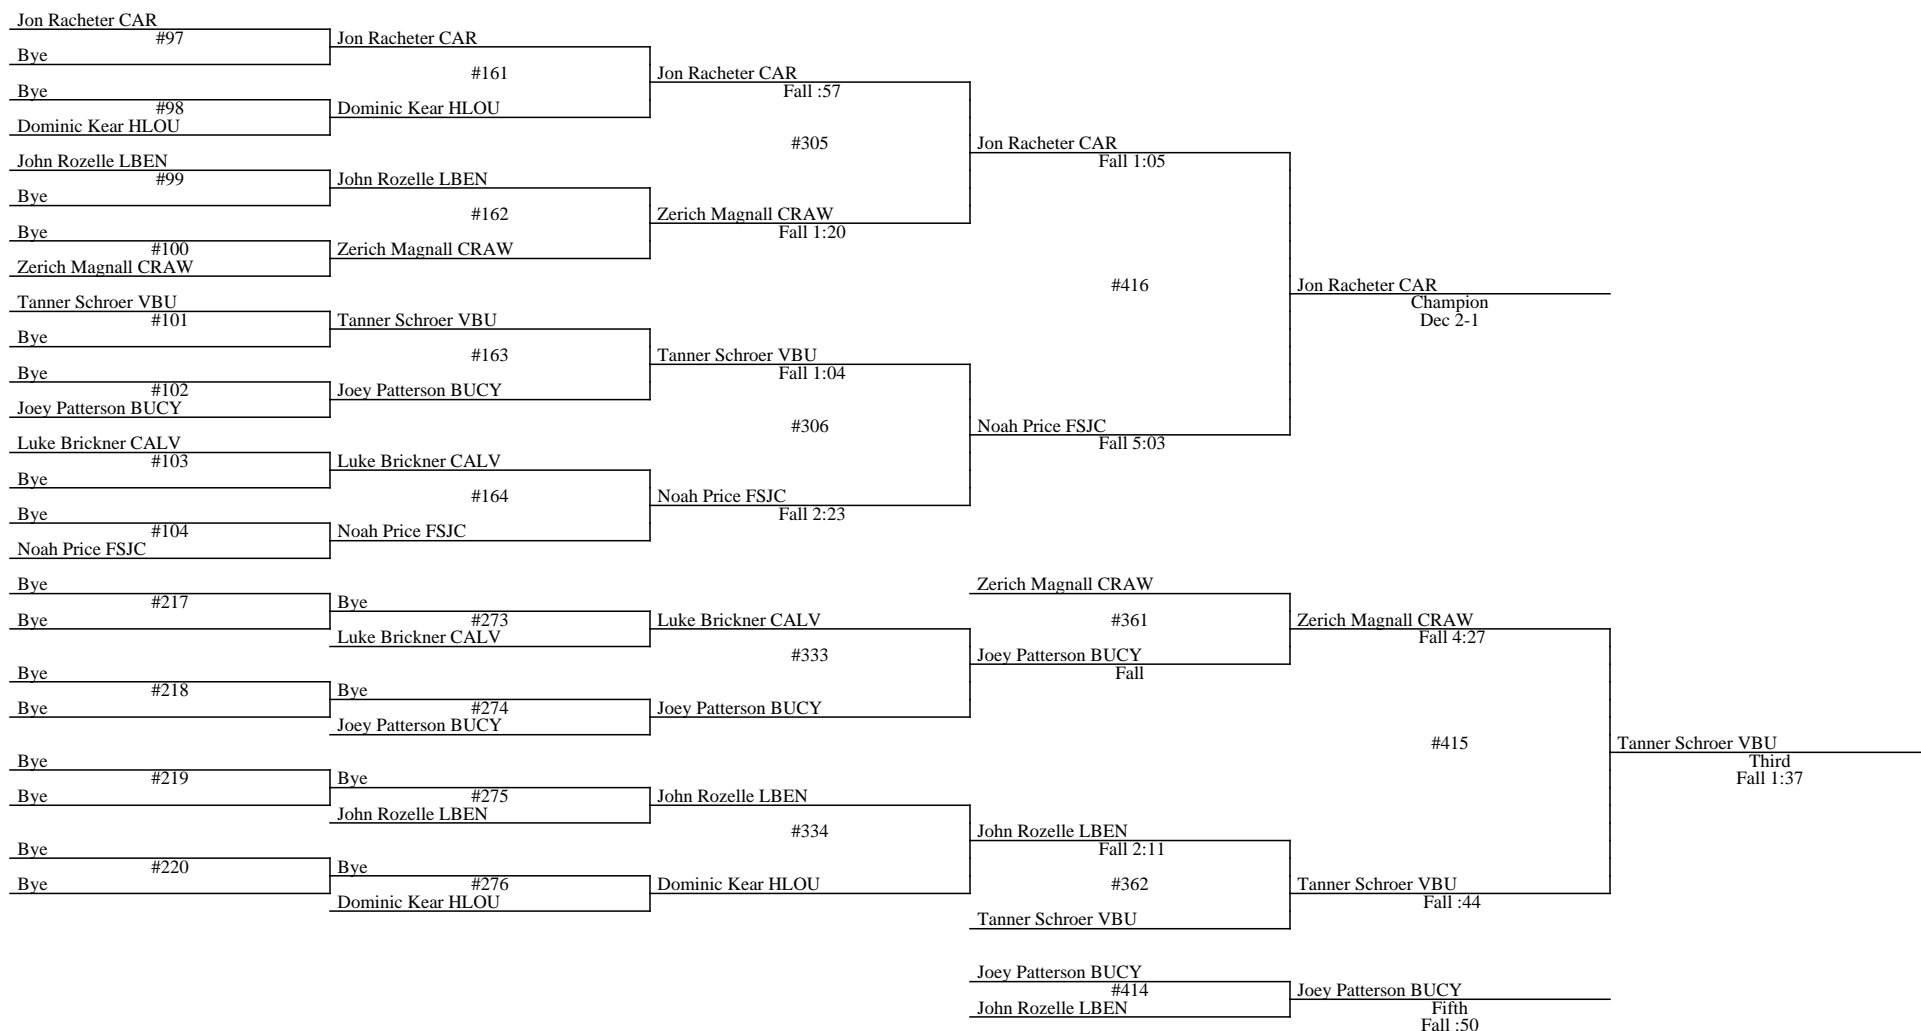 Jon Racheter CAR
#97
Bye
Jon Racheter CAR
#161
Bye
#98
Dominic Kear HLOU
Dominic Kear HLOU
Jon Racheter CAR
Fall :57
#305
John Rozelle LBEN
#99
Bye
John Rozelle LBEN
#162
Bye
#100
Zerich Magnall CRAW
Zerich Magnall CRAW
Zerich Magnall CRAW
Fall 1:20
Jon Racheter CAR
Fall 1:05
#416
Tanner Schroer VBU
#101
Bye
Tanner Schroer VBU
#163
Bye
#102
Joey Patterson BUCY
Joey Patterson BUCY
Tanner Schroer VBU
Fall 1:04
#306
Luke Brickner CALV
#103
Bye
Luke Brickner CALV
#164
Bye
#104
Noah Price FSJC
Noah Price FSJC
Noah Price FSJC
Fall 2:23
Noah Price FSJC
Fall 5:03
Jon Racheter CAR
Champion
Dec 2-1
Bye
#217
Bye
Bye
#273
Luke Brickner CALV
Luke Brickner CALV
#333
Bye
#218
Bye
Bye
#274
Joey Patterson BUCY
Joey Patterson BUCY
Zerich Magnall CRAW
#361
Joey Patterson BUCY
Fall
Zerich Magnall CRAW
Fall 4:27
#415
Bye
#219
Bye
Bye
#275
John Rozelle LBEN
John Rozelle LBEN
#334
Bye
#220
Bye
Bye
#276
Dominic Kear HLOU
Dominic Kear HLOU
John Rozelle LBEN
Fall 2:11
#362
Tanner Schroer VBU
Tanner Schroer VBU
Fall :44
Tanner Schroer VBU
Third
Fall 1:37
Joey Patterson BUCY
#414
John Rozelle LBEN
Joey Patterson BUCY
Fifth
Fall :50